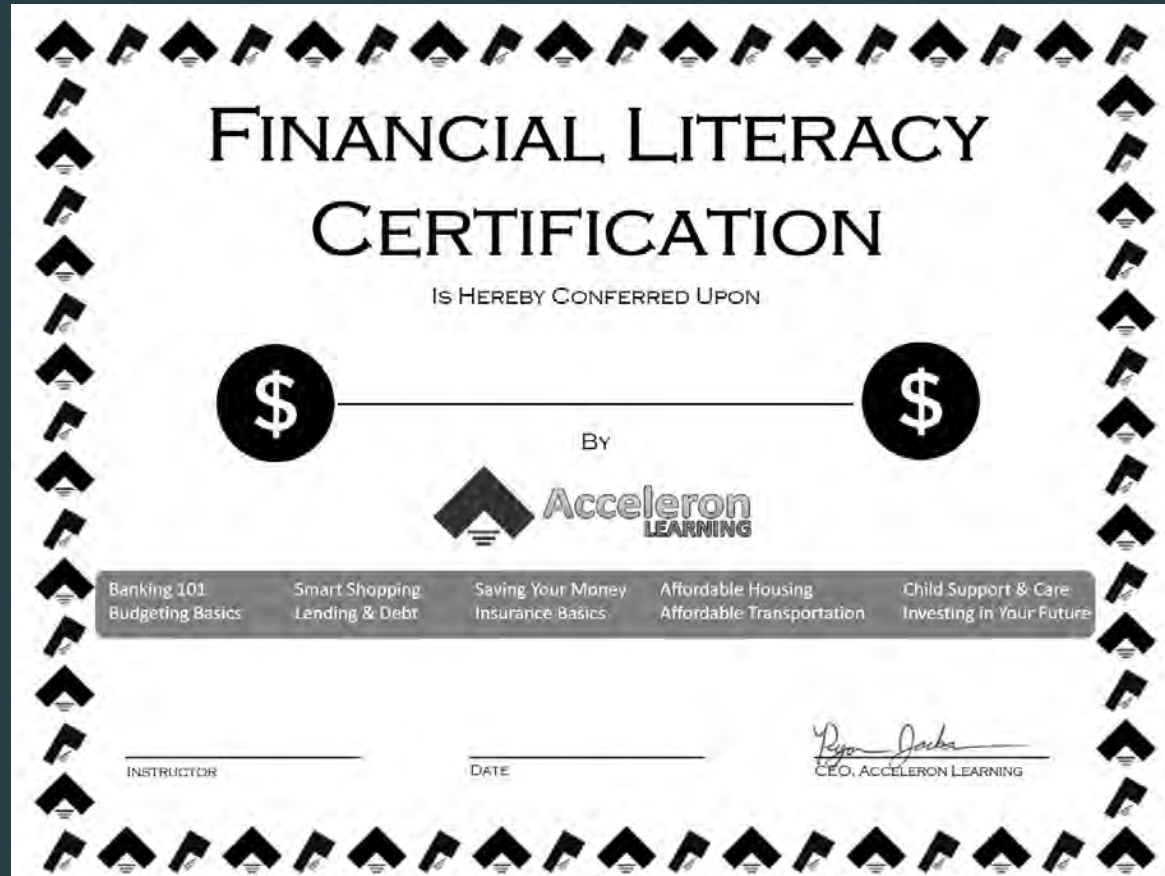 FINANCIAL LITERACY
CERTIFICATION
IS HEREBY CONFERRED UPON
$ $
BY
Acceleron
LEARNING
Banking 101 Smart Shopping Saving Your Money Affordable Housing Child Support & Care
Budgeting Basics Lending & Debt Insurance Basics Affordable Transportation Investing in Your Future
INSTRUCTOR DATE CEO, ACCELERON LEARNING